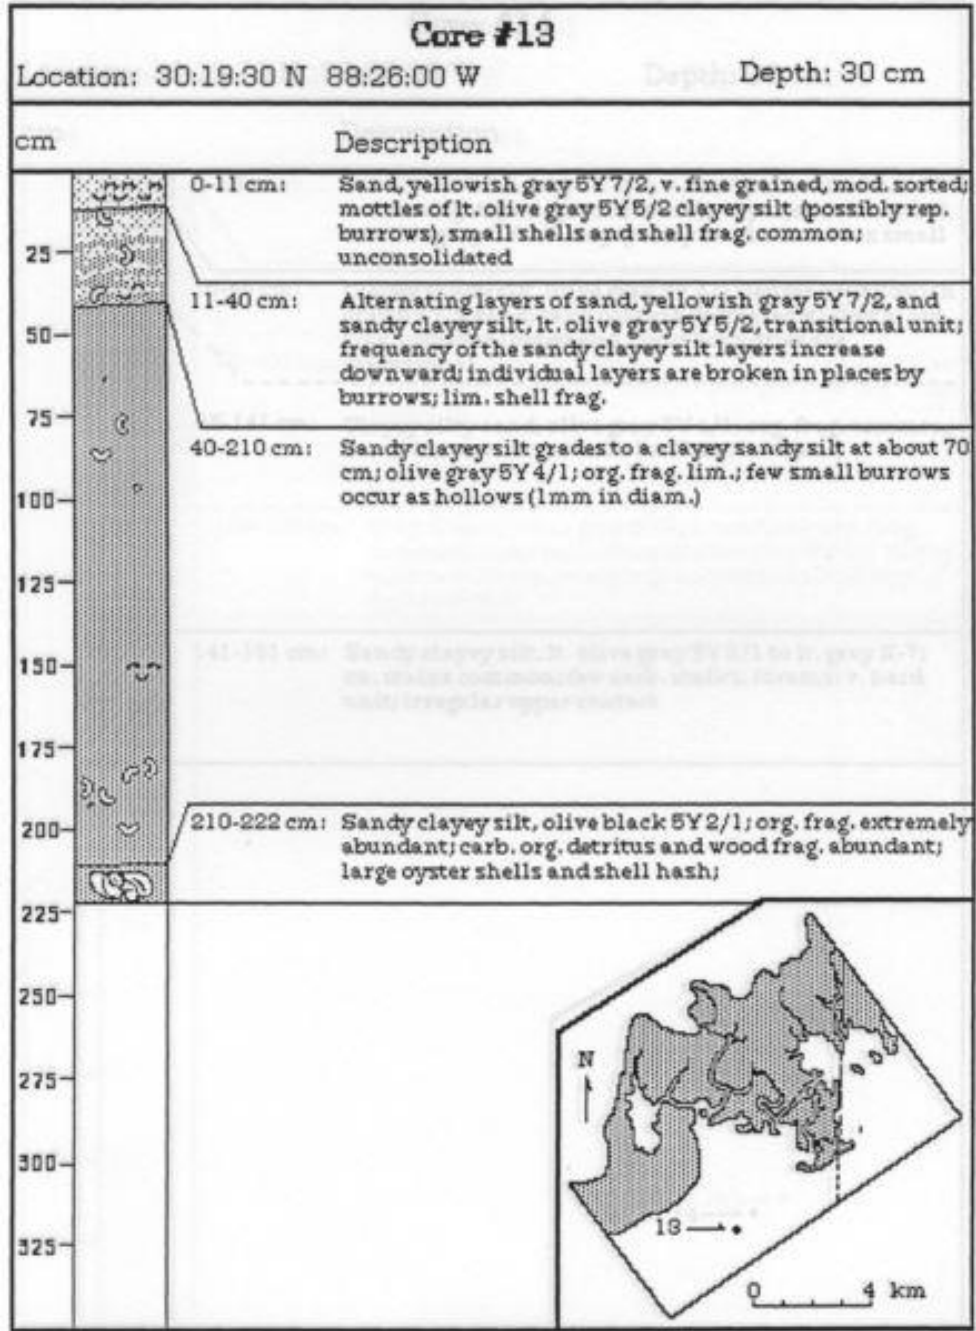 Core #13
Location: 30:19:30 N 88:26:00 W Depth: 30 cm
cm Description
0-11 cm: Sand, yellowish gray 5Y 7/2, v. fine grained, mod. sorted;
mottles of lt. olive gray 5Y 5/2 clayey silt (possibly rep.
burrows), small shells and shell frag. common;
unconsolidated
11-40 cm: Alternating layers of sand, yellowish gray 5Y 7/2, and
sandy clayey silt, lt. olive gray 5Y 5/2, transitional unit;
frequency of the sandy clayey silt layers increase
downward; individual layers are broken in places by
burrows; lim. shell frag.
40-210 cm: Sandy clayey silt grades to a clayey sandy silt at about 70
cm; olive gray 5Y 4/1; org. frag. lim.; few small burrows
occur as hollows (1mm in diam.)
210-222 cm: Sandy clayey silt, olive black 5Y 2/1; org. frag. extremely
abundant; carb. org. detritus and wood frag. abundant;
large oyster shells and shell hash;
25
50
75
100
125
150
175
200
225
250
275
300
325
N
13
0 4 km